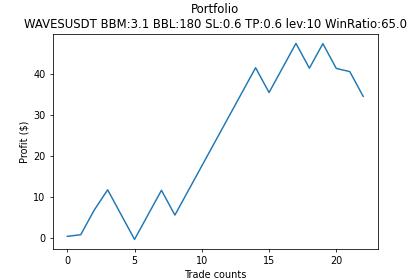 Portfolio
WAVESUSDT BBM:3.1 BBL:180 SL:0.6 TP:0.6 lev:10 WinRatio:65.0
40
30
20
10
0
Profit ($)
0 5 10 15 20
Trade counts